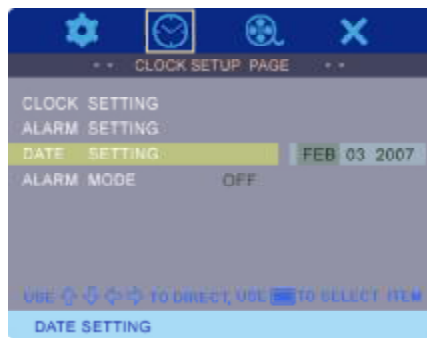 - - CLOCK SETUP PAGE - -
CLOCK SETTING
ALARM SETTING
DATE SETTING FEB 03 2007
ALARM MODE OFF
USE TO DIRECT, USE TO SELECT ITEM
DATE SETTING